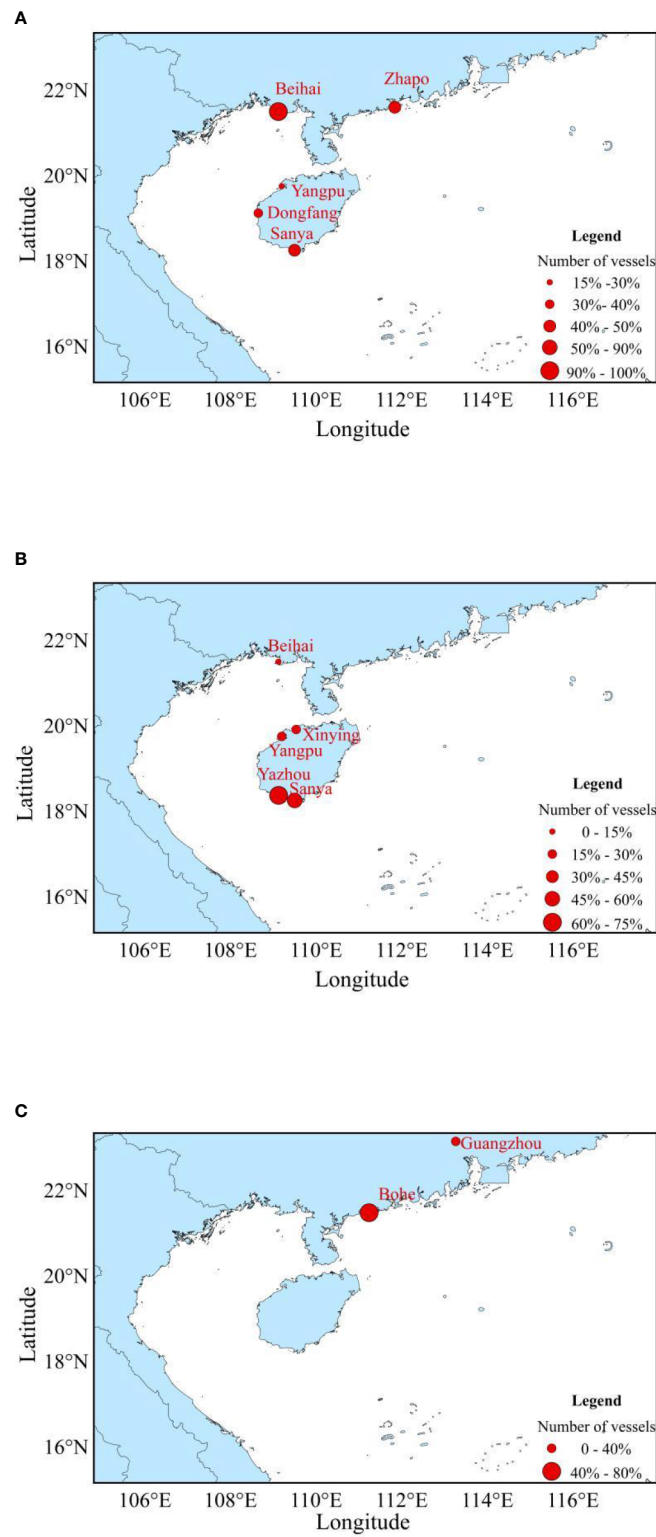 A
22°N
20°N
18°N
16°N
Latitude
Beihai
Zhapo
Yangpu
Dongfang
Sanya
Legend
Number of vessels
15% -30%
30%- 40%
40% - 50%
50% - 90%
90% - 100%
106°E 108°E 110°E 112°E 114°E 116°E
Longitude
B
22°N
20°N
18°N
16°N
Latitude
Beihai
Xinying
Yangpu
Yazhou
Sanya
Legend
Number of vessels
0 - 15%
15% - 30%
30% - 45%
45% - 60%
60% - 75%
106°E 108°E 110°E 112°E 114°E 116°E
Longitude
C
22°N
20°N
18°N
16°N
Latitude
Guangzhou
Bohe
Legend
Number of vessels
0 - 40%
40% - 80%
106°E 108°E 110°E 112°E 114°E 116°E
Longitude